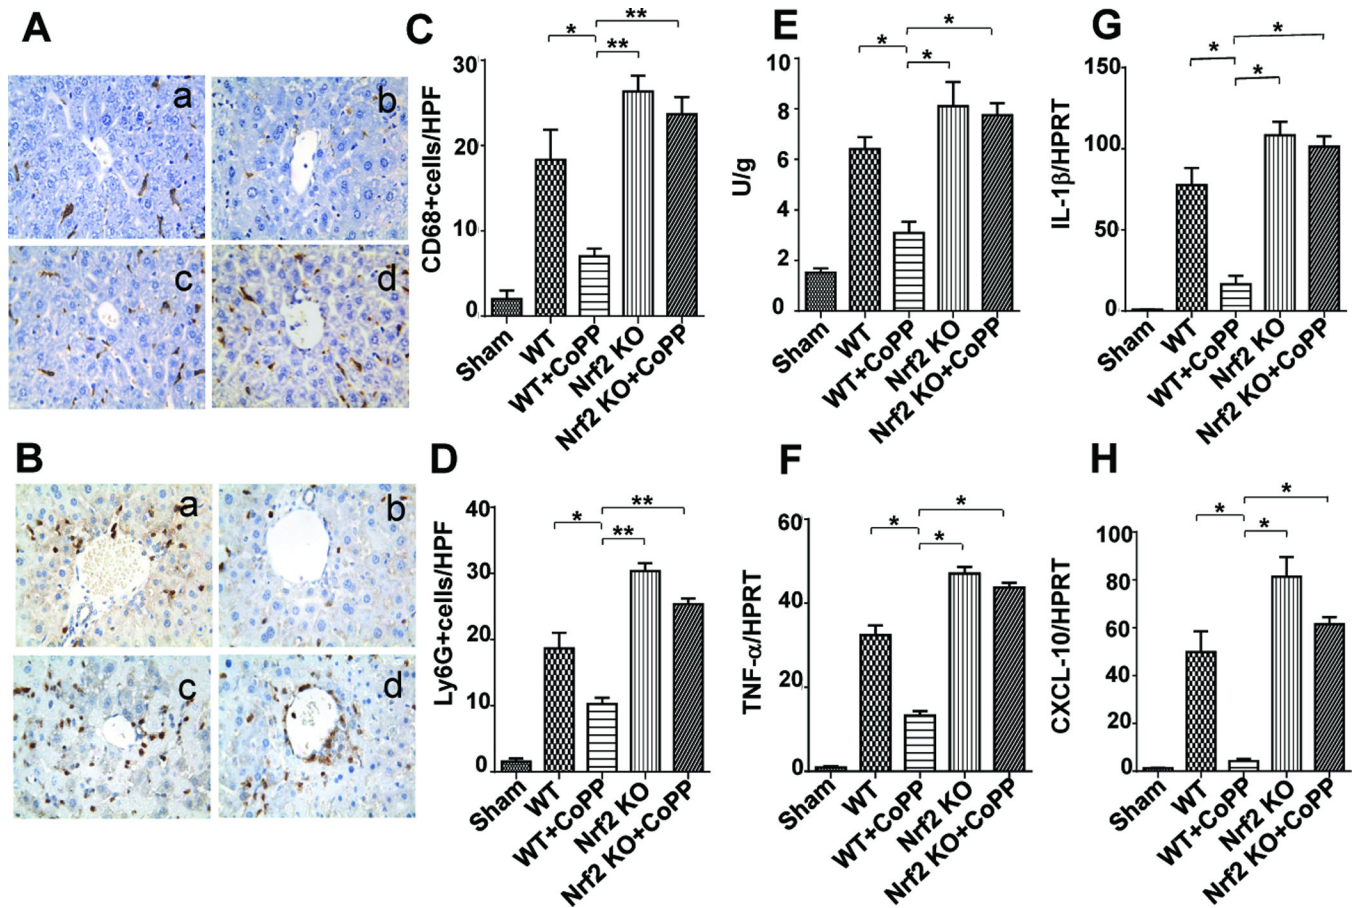 A
a
b
c
d
B
a
b
c
d
C
CD68+cells/HPF
**
*
**
30
20
10
0
Sham
WT
WT+CoPP
Nrf2 KO
Nrf2 KO+CoPP
D
Ly6G+cells/HPF
**
*
**
40
30
20
10
0
Sham
WT
WT+CoPP
Nrf2 KO
Nrf2 KO+CoPP
E
U/g
*
*
*
10
8
6
4
2
0
Sham
WT
WT+CoPP
Nrf2 KO
Nrf2 KO+CoPP
F
TNF-α/HPRT
*
*
*
60
40
20
0
Sham
WT
WT+CoPP
Nrf2 KO
Nrf2 KO+CoPP
G
IL-1β/HPRT
*
*
*
150
100
50
0
Sham
WT
WT+CoPP
Nrf2 KO
Nrf2 KO+CoPP
H
CXCL-10/HPRT
*
*
*
100
80
60
40
20
0
Sham
WT
WT+CoPP
Nrf2 KO
Nrf2 KO+CoPP